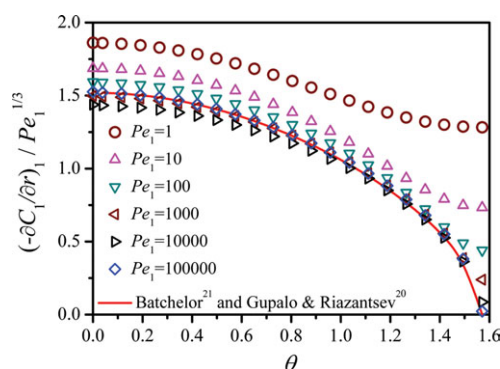 2.0
1.5
1.0
0.5
0.0
(-∂C₁/∂r)₁ / Pe₁^1/3
Pe₁=1
Pe₁=10
Pe₁=100
Pe₁=1000
Pe₁=10000
Pe₁=100000
Batchelor²¹ and Gupalo & Riazantsev²⁰
0.0 0.2 0.4 0.6 0.8 1.0 1.2 1.4 1.6
θ